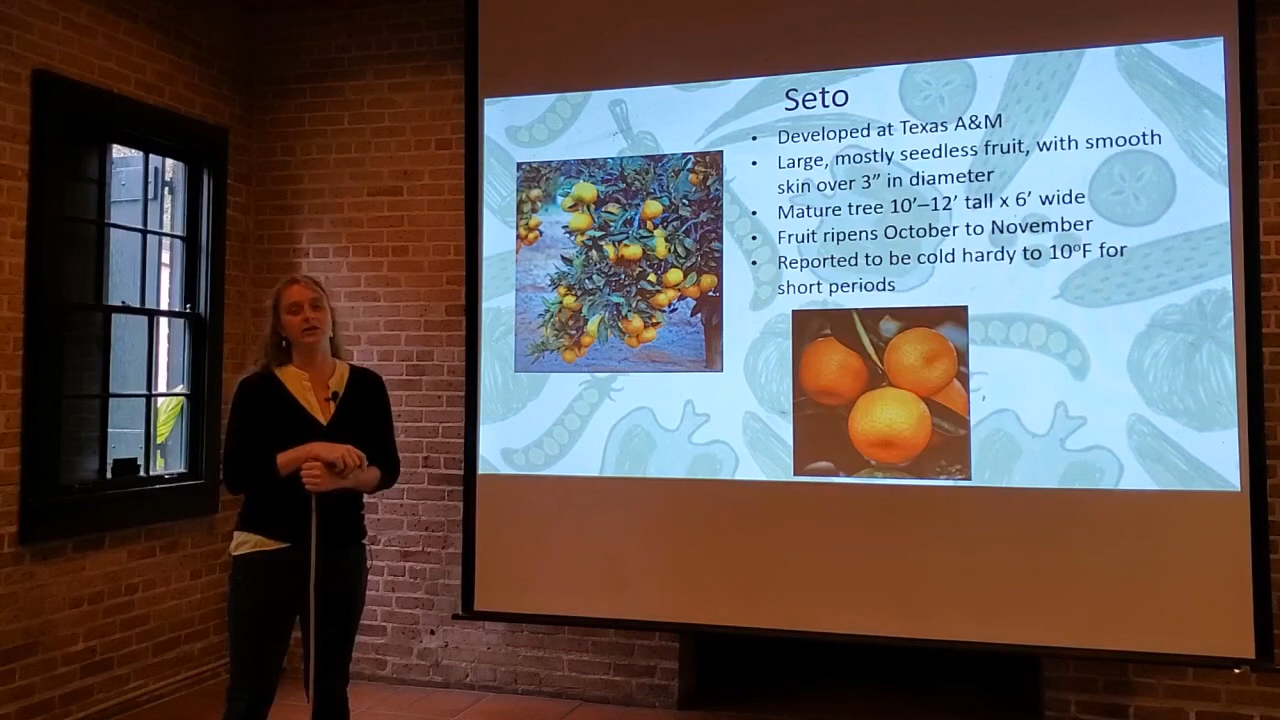 Seto
• Developed at Texas A&M
• Large, mostly seedless fruit, with smooth
skin over 3” in diameter
• Mature tree 10’–12’ tall x 6’ wide
• Fruit ripens October to November
• Reported to be cold hardy to 10ºF for
short periods